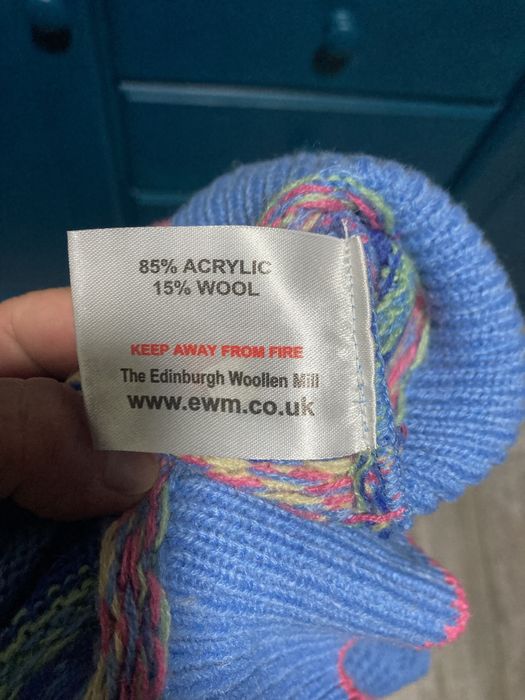 85% ACRYLIC
15% WOOL
KEEP AWAY FROM FIRE
The Edinburgh Woollen Mill
www.ewm.co.uk